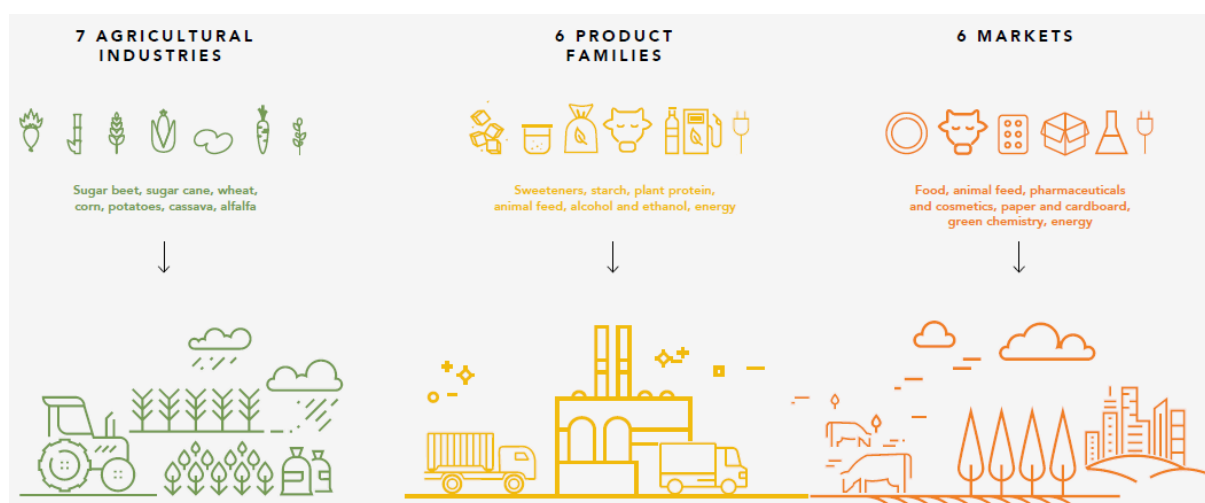 7 AGRICULTURAL
INDUSTRIES
Sugar beet, sugar cane, wheat,
corn, potatoes, cassava, alfalfa
6 PRODUCT
FAMILIES
Sweeteners, starch, plant protein,
animal feed, alcohol and ethanol, energy
6 MARKETS
Food, animal feed, pharmaceuticals
and cosmetics, paper and cardboard,
green chemistry, energy